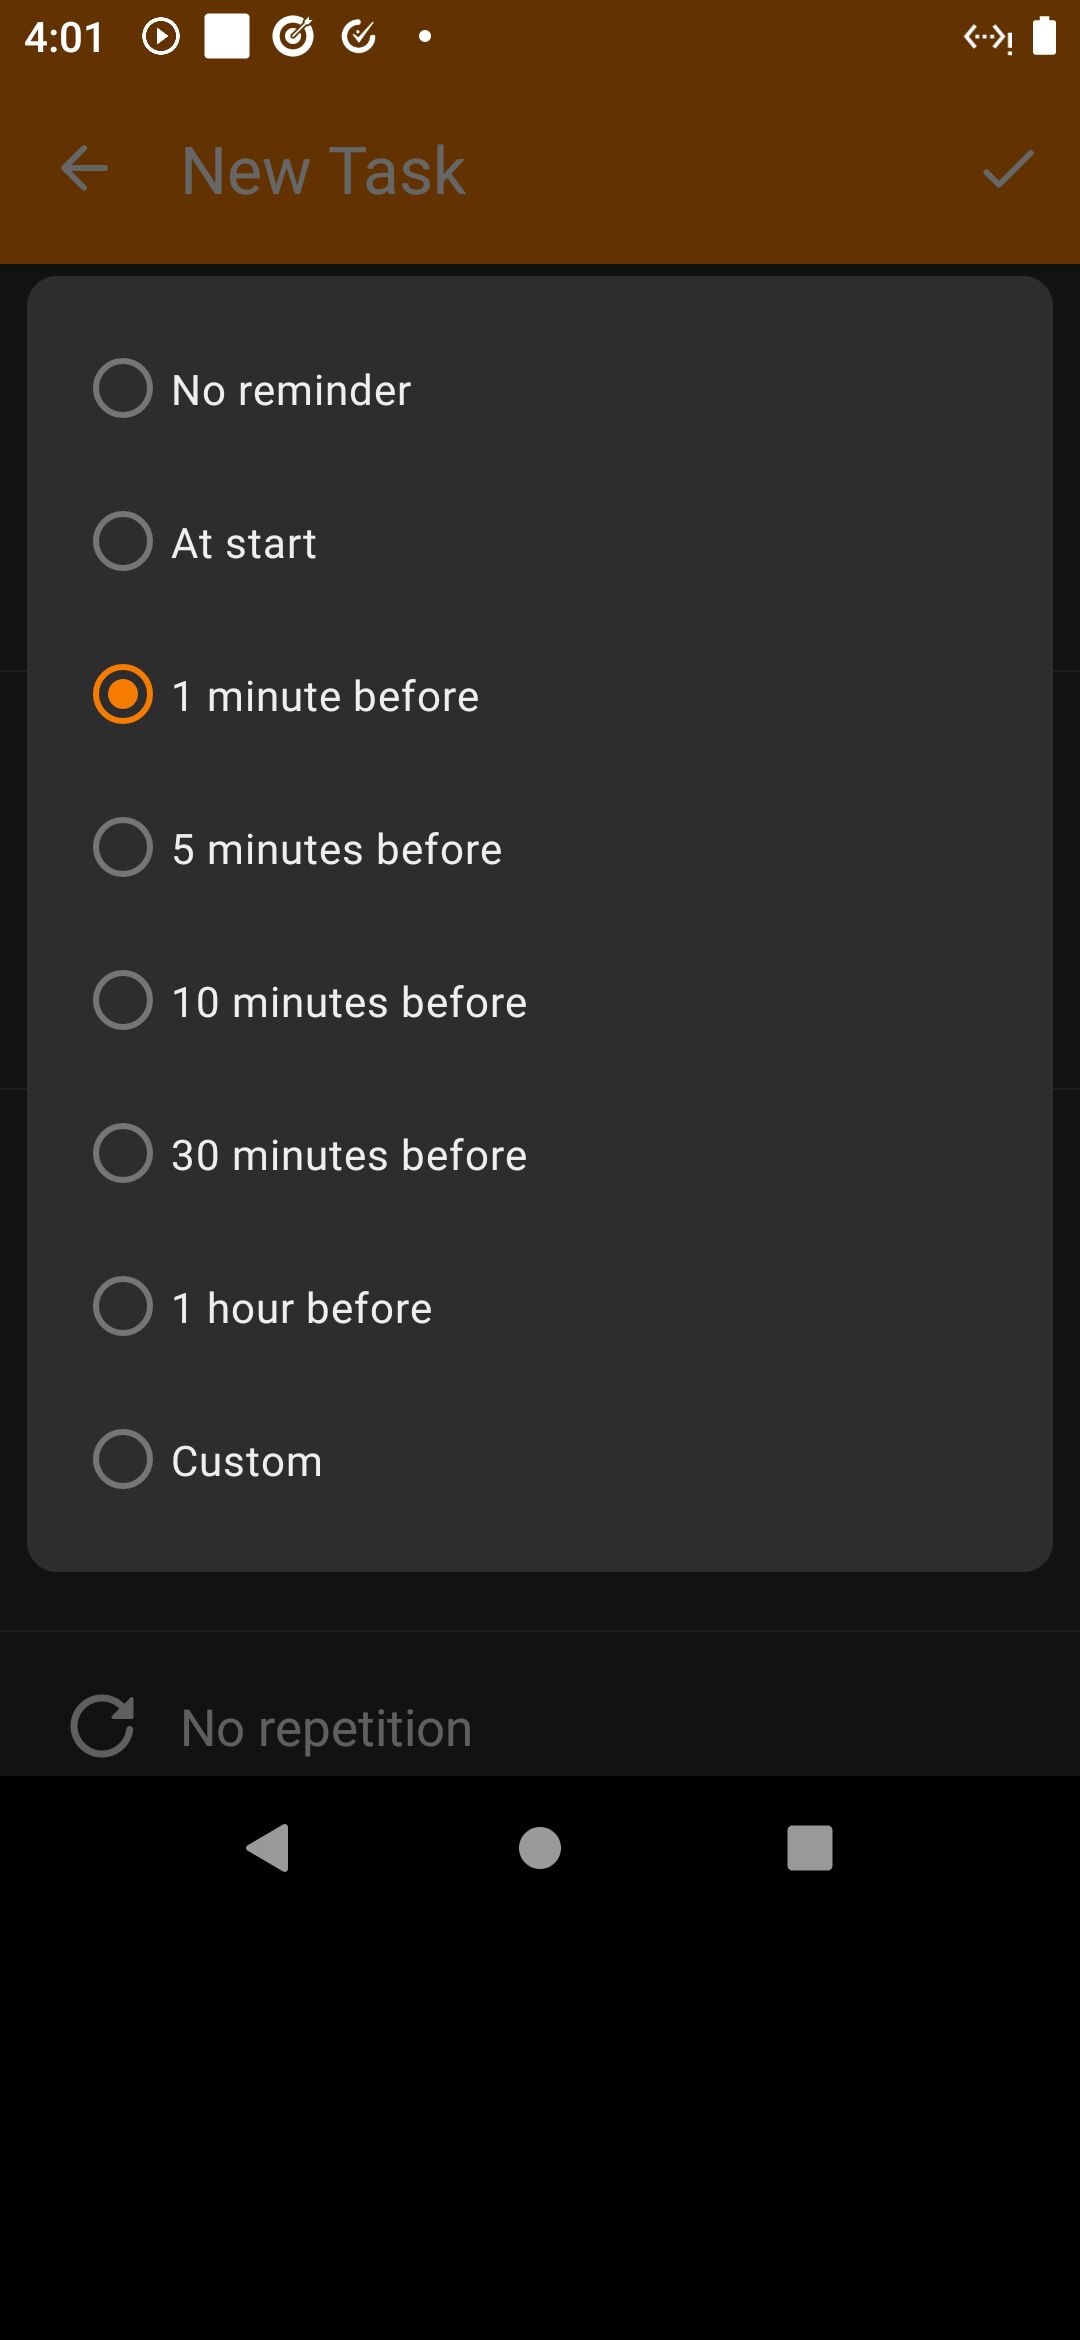 4:01
New Task
No reminder
At start
1 minute before
5 minutes before
10 minutes before
30 minutes before
1 hour before
Custom
No repetition